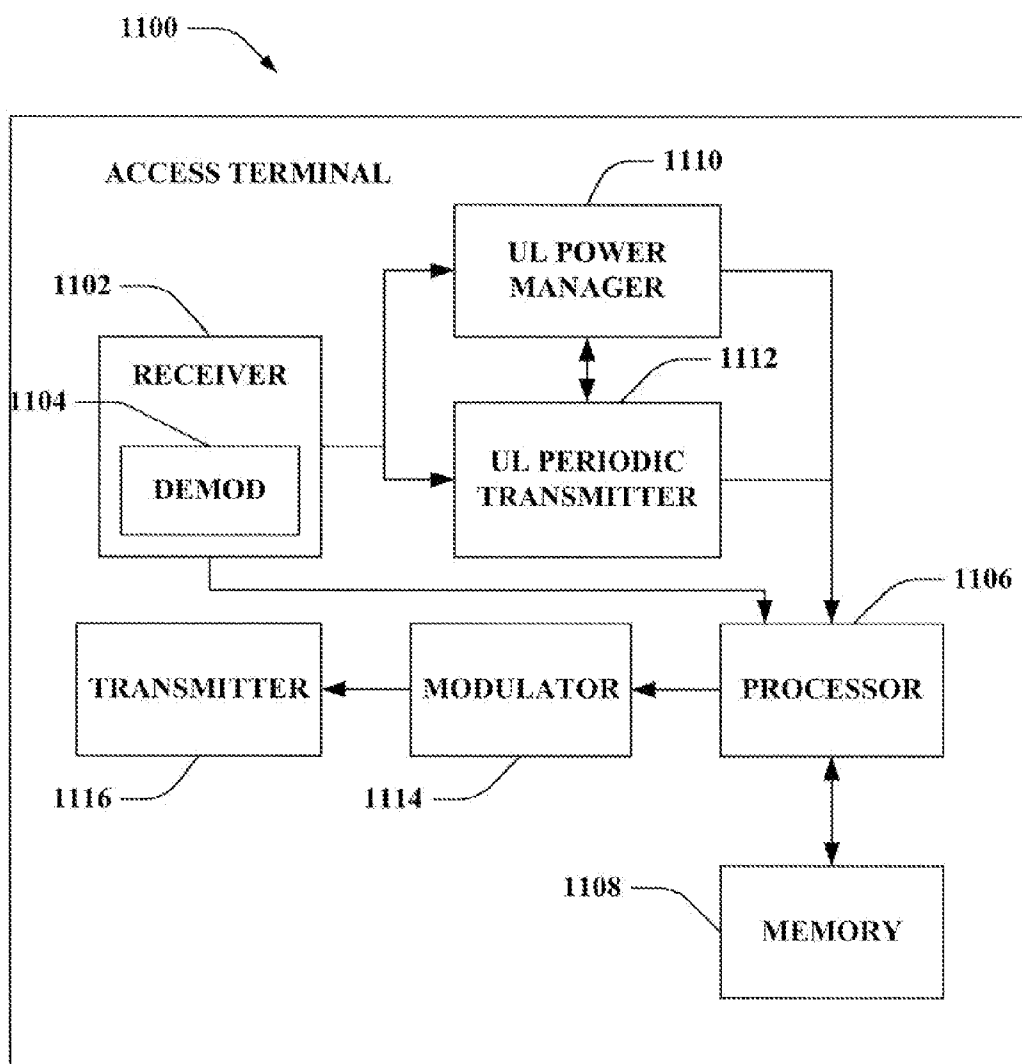 1100
ACCESS TERMINAL
1110
UL POWER
MANAGER
1102
RECEIVER
1112
1104
DEMOD
UL PERIODIC
TRANSMITTER
1106
TRANSMITTER
MODULATOR
PROCESSOR
1116
1114
1108
MEMORY